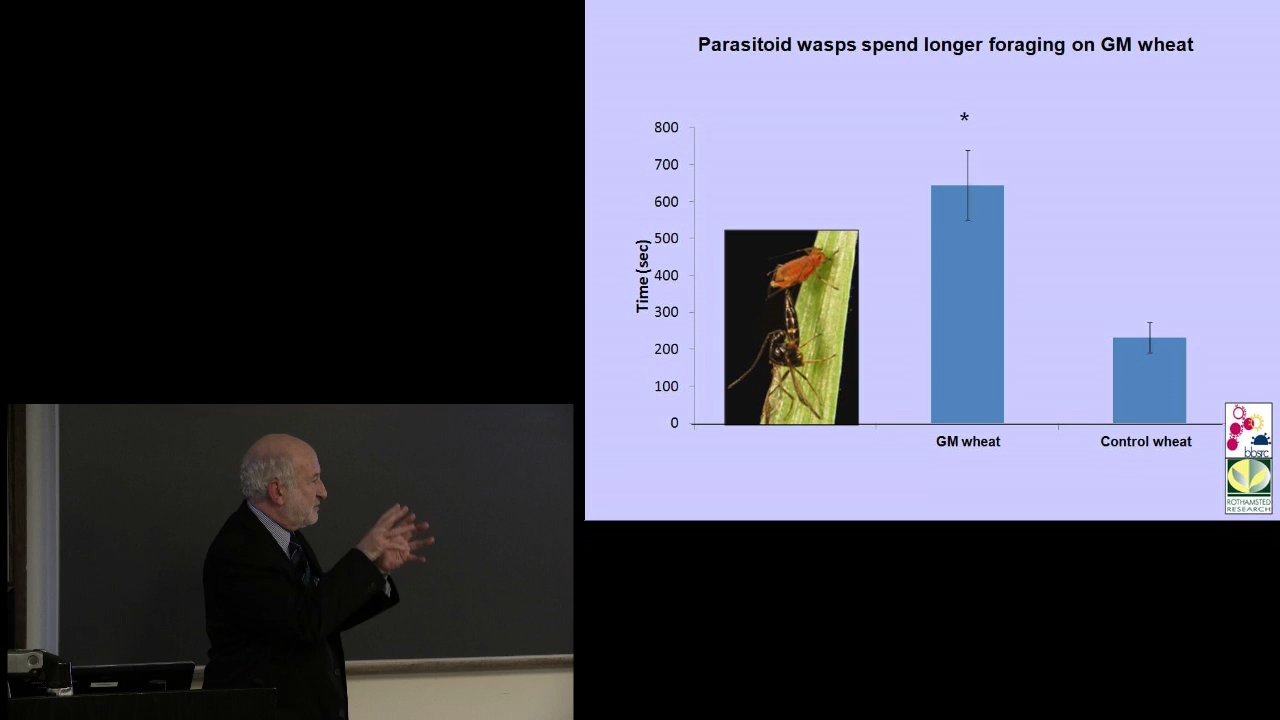 Parasitoid wasps spend longer foraging on GM wheat
*
800
700
600
500
400
300
200
100
0
Time (sec)
GM wheat
Control wheat
bbsrc
ROTHAMSTED
RESEARCH